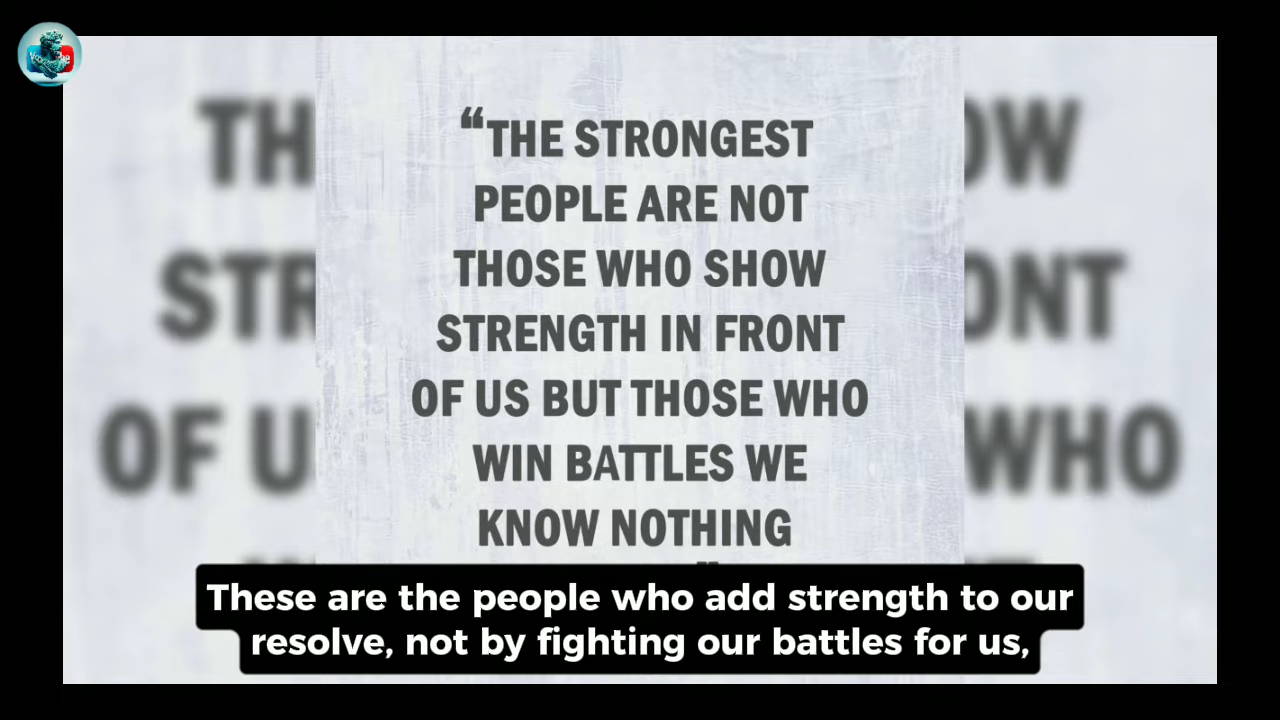 “THE STRONGEST
PEOPLE ARE NOT
THOSE WHO SHOW
STRENGTH IN FRONT
OF US BUT THOSE WHO
WIN BATTLES WE
KNOW NOTHING
These are the people who add strength to our
resolve, not by fighting our battles for us,